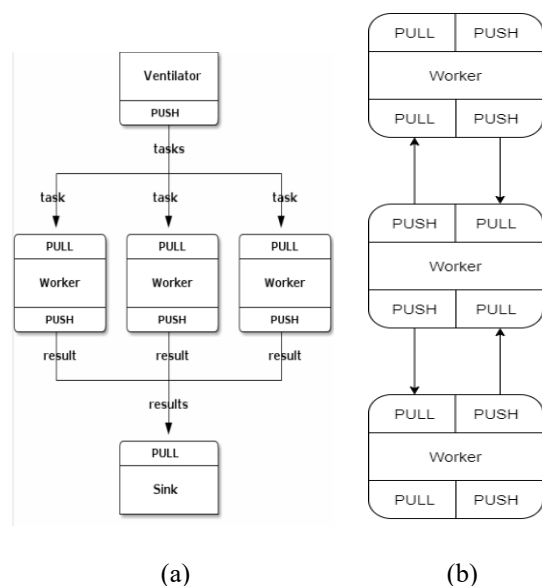 Ventilator
PUSH
tasks
task task task
PULL PULL PULL
Worker Worker Worker
PUSH PUSH PUSH
result result result
results
PULL
Sink
(a)
PULL PUSH
Worker
PULL PUSH
PUSH PULL
Worker
PUSH PULL
PULL PUSH
Worker
PULL PUSH
(b)